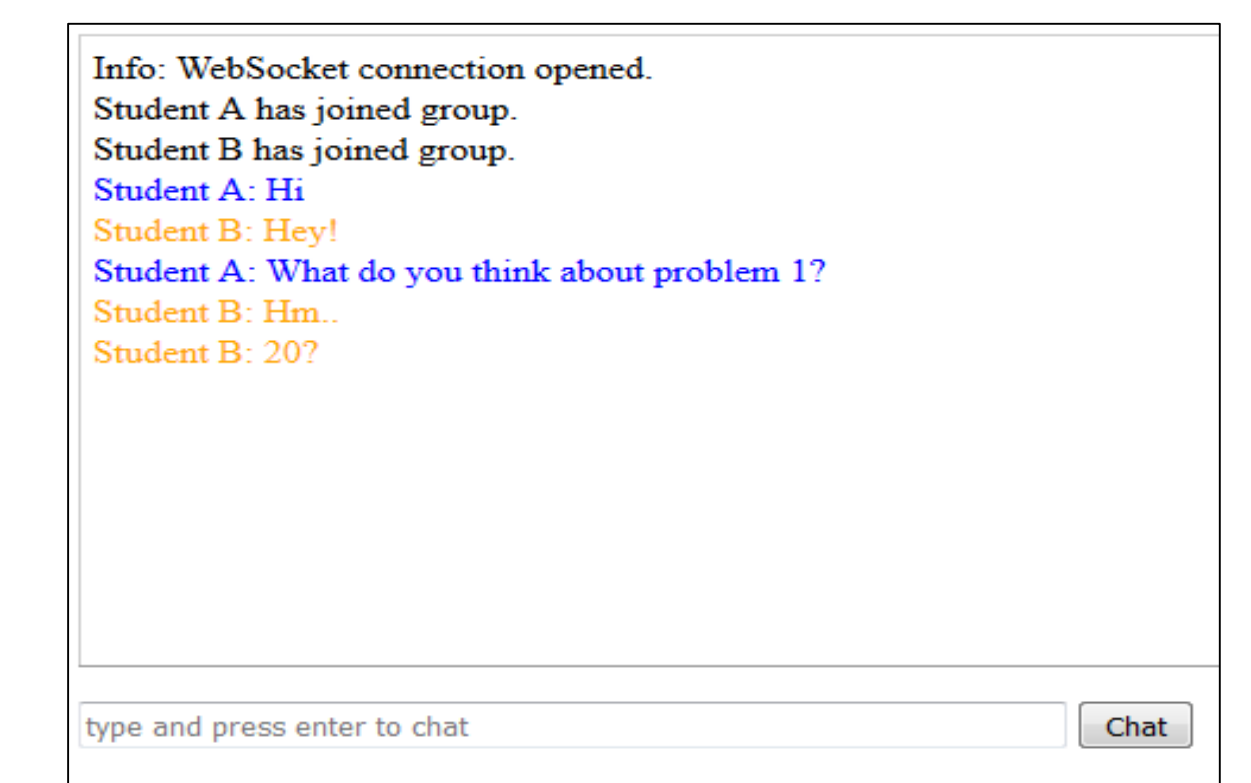 Info: WebSocket connection opened.
Student A has joined group.
Student B has joined group.
Student A: Hi
Student B: Hey!
Student A: What do you think about problem 1?
Student B: Hm..
Student B: 20?
type and press enter to chat
Chat